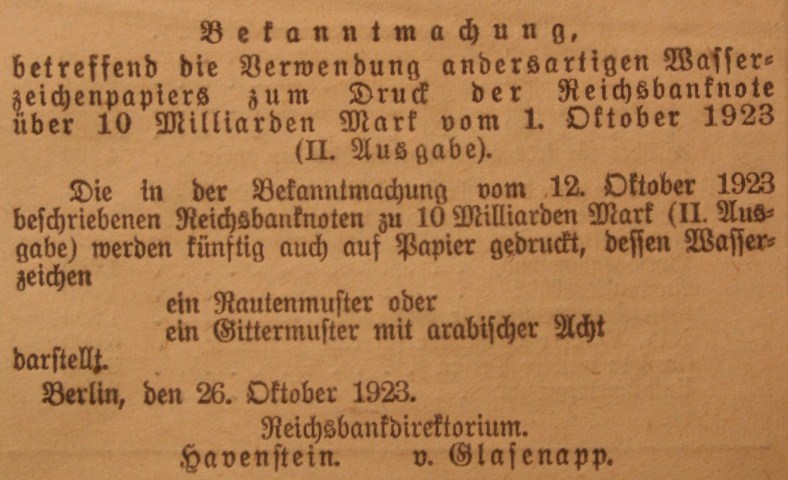 Bekanntmachung,
betreffend die Verwendung andersartigen Wasser-
zeichenpapiers zum Druck der Reichsbanknote
über 10 Milliarden Mark vom 1. Oktober 1923
(II. Ausgabe).
Die in der Bekanntmachung vom 12. Oktober 1923
beschriebenen Reichsbanknoten zu 10 Milliarden Mark (II. Aus-
gabe) werden künftig auch auf Papier gedruckt, dessen Wasser-
zeichen
ein Rautenmuster oder
ein Gittermuster mit arabischer Acht
darstellt.
Berlin, den 26. Oktober 1923.
Reichsbankdirektorium.
Havenstein. v. Glasenapp.